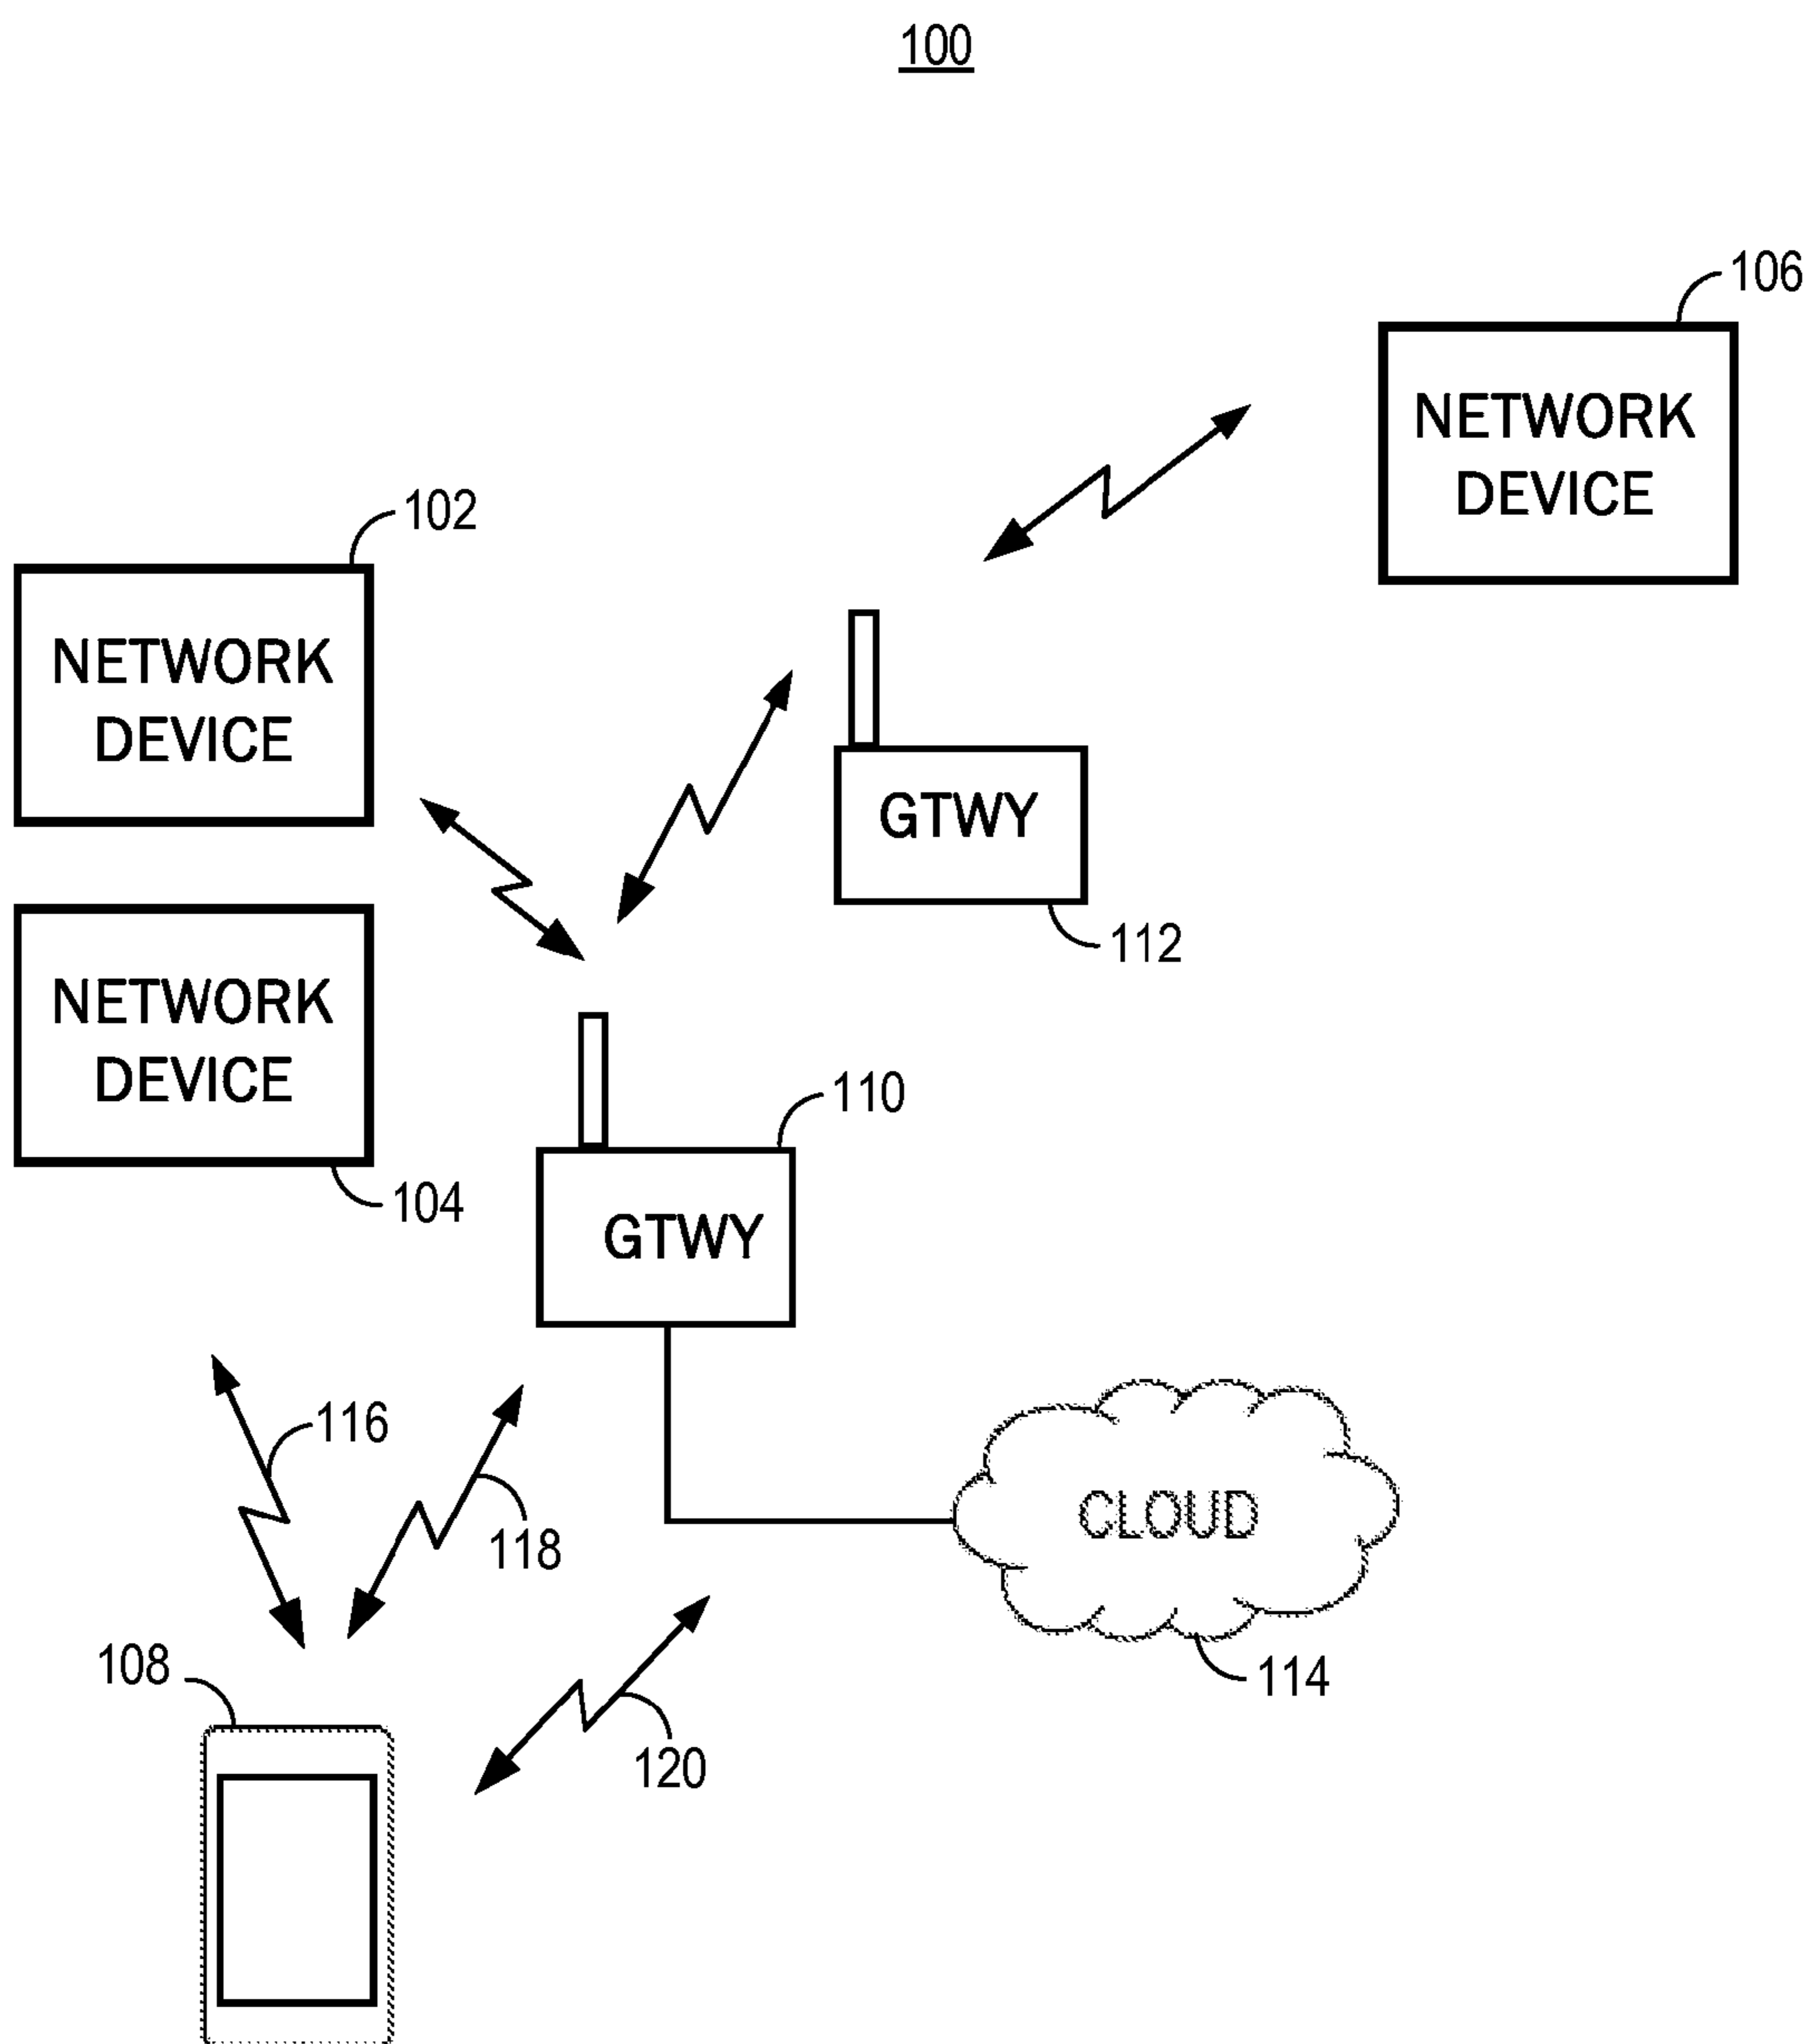 100
106
NETWORK
DEVICE
102
NETWORK
DEVICE
GTWY
112
NETWORK
DEVICE
104
110
GTWY
116
118
CLOUD
114
108
120